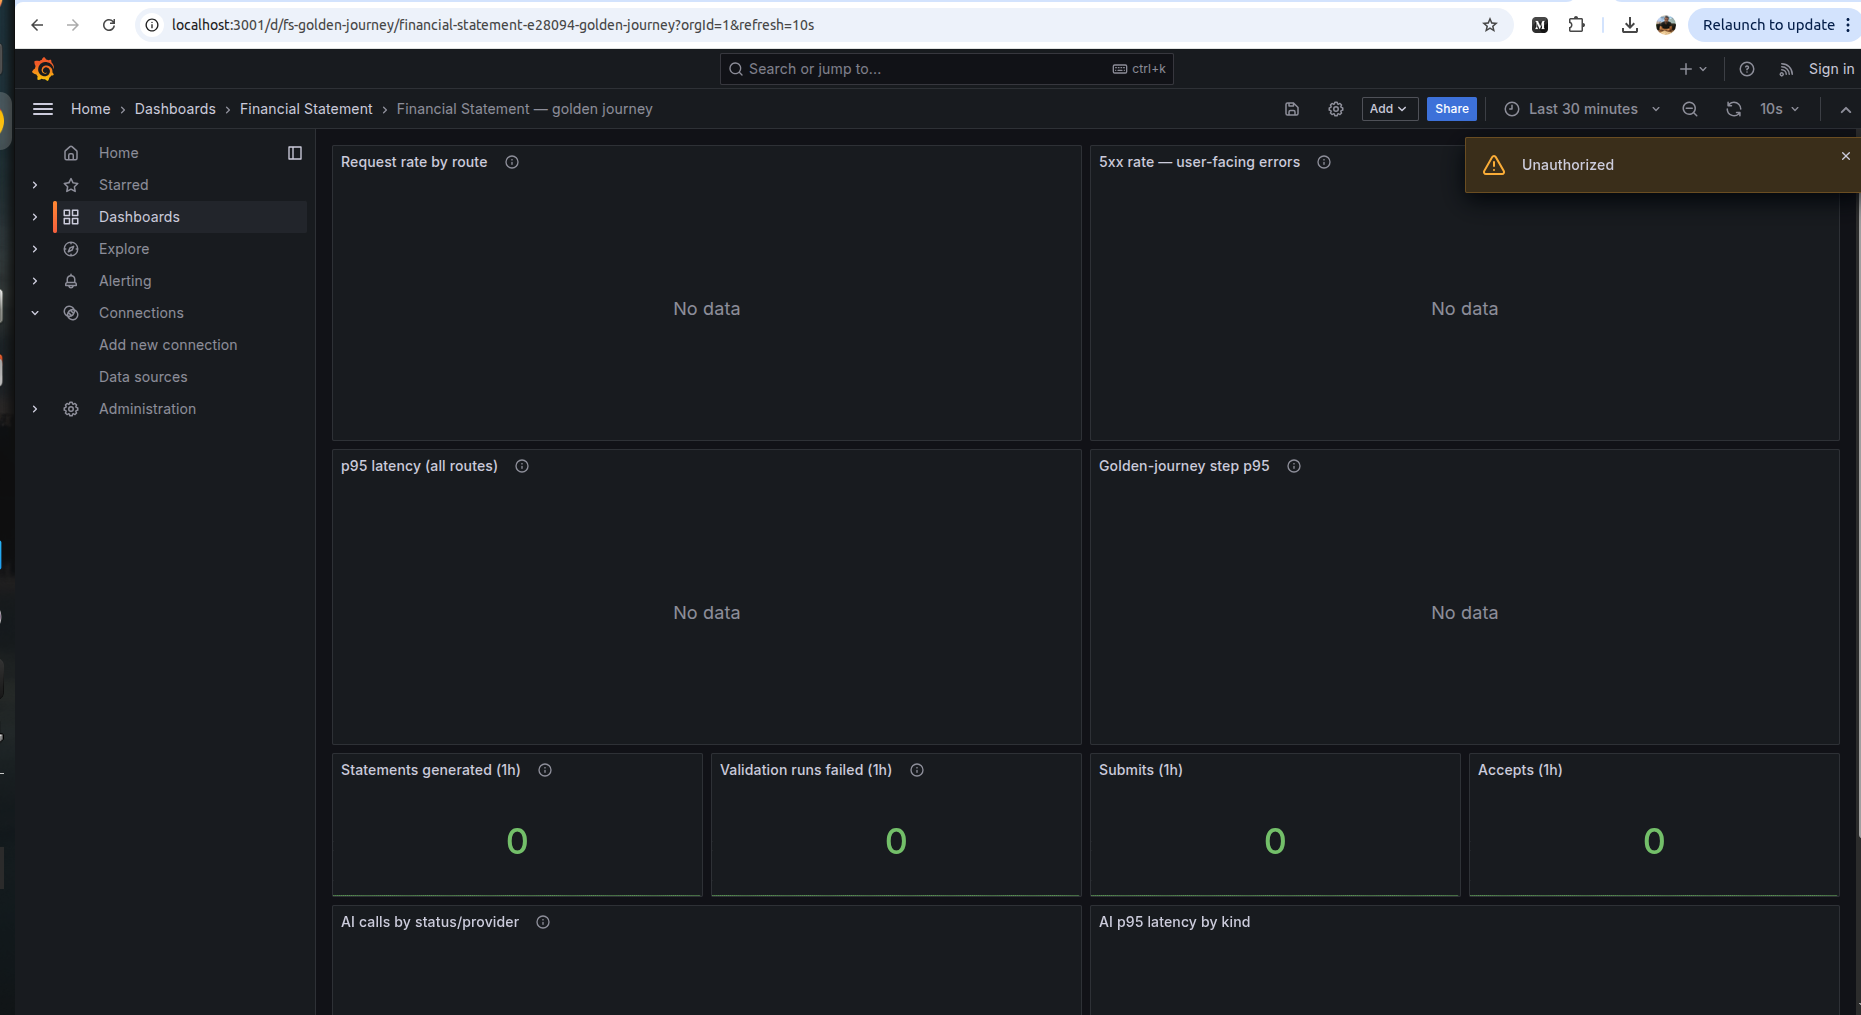 localhost:3001/d/fs-golden-journey/financial-statement-e28094-golden-journey?orgId=1&refresh=10s
M
Relaunch to update
Search or jump to...
ctrl+k
Sign in
Home › Dashboards › Financial Statement › Financial Statement — golden journey
Add
Share
Last 30 minutes
10s
Unauthorized
Home
Starred
Dashboards
Explore
Alerting
Connections
Add new connection
Data sources
Administration
Request rate by route
No data
5xx rate — user-facing errors
No data
p95 latency (all routes)
No data
Golden-journey step p95
No data
Statements generated (1h)
0
Validation runs failed (1h)
0
Submits (1h)
0
Accepts (1h)
0
AI calls by status/provider
AI p95 latency by kind